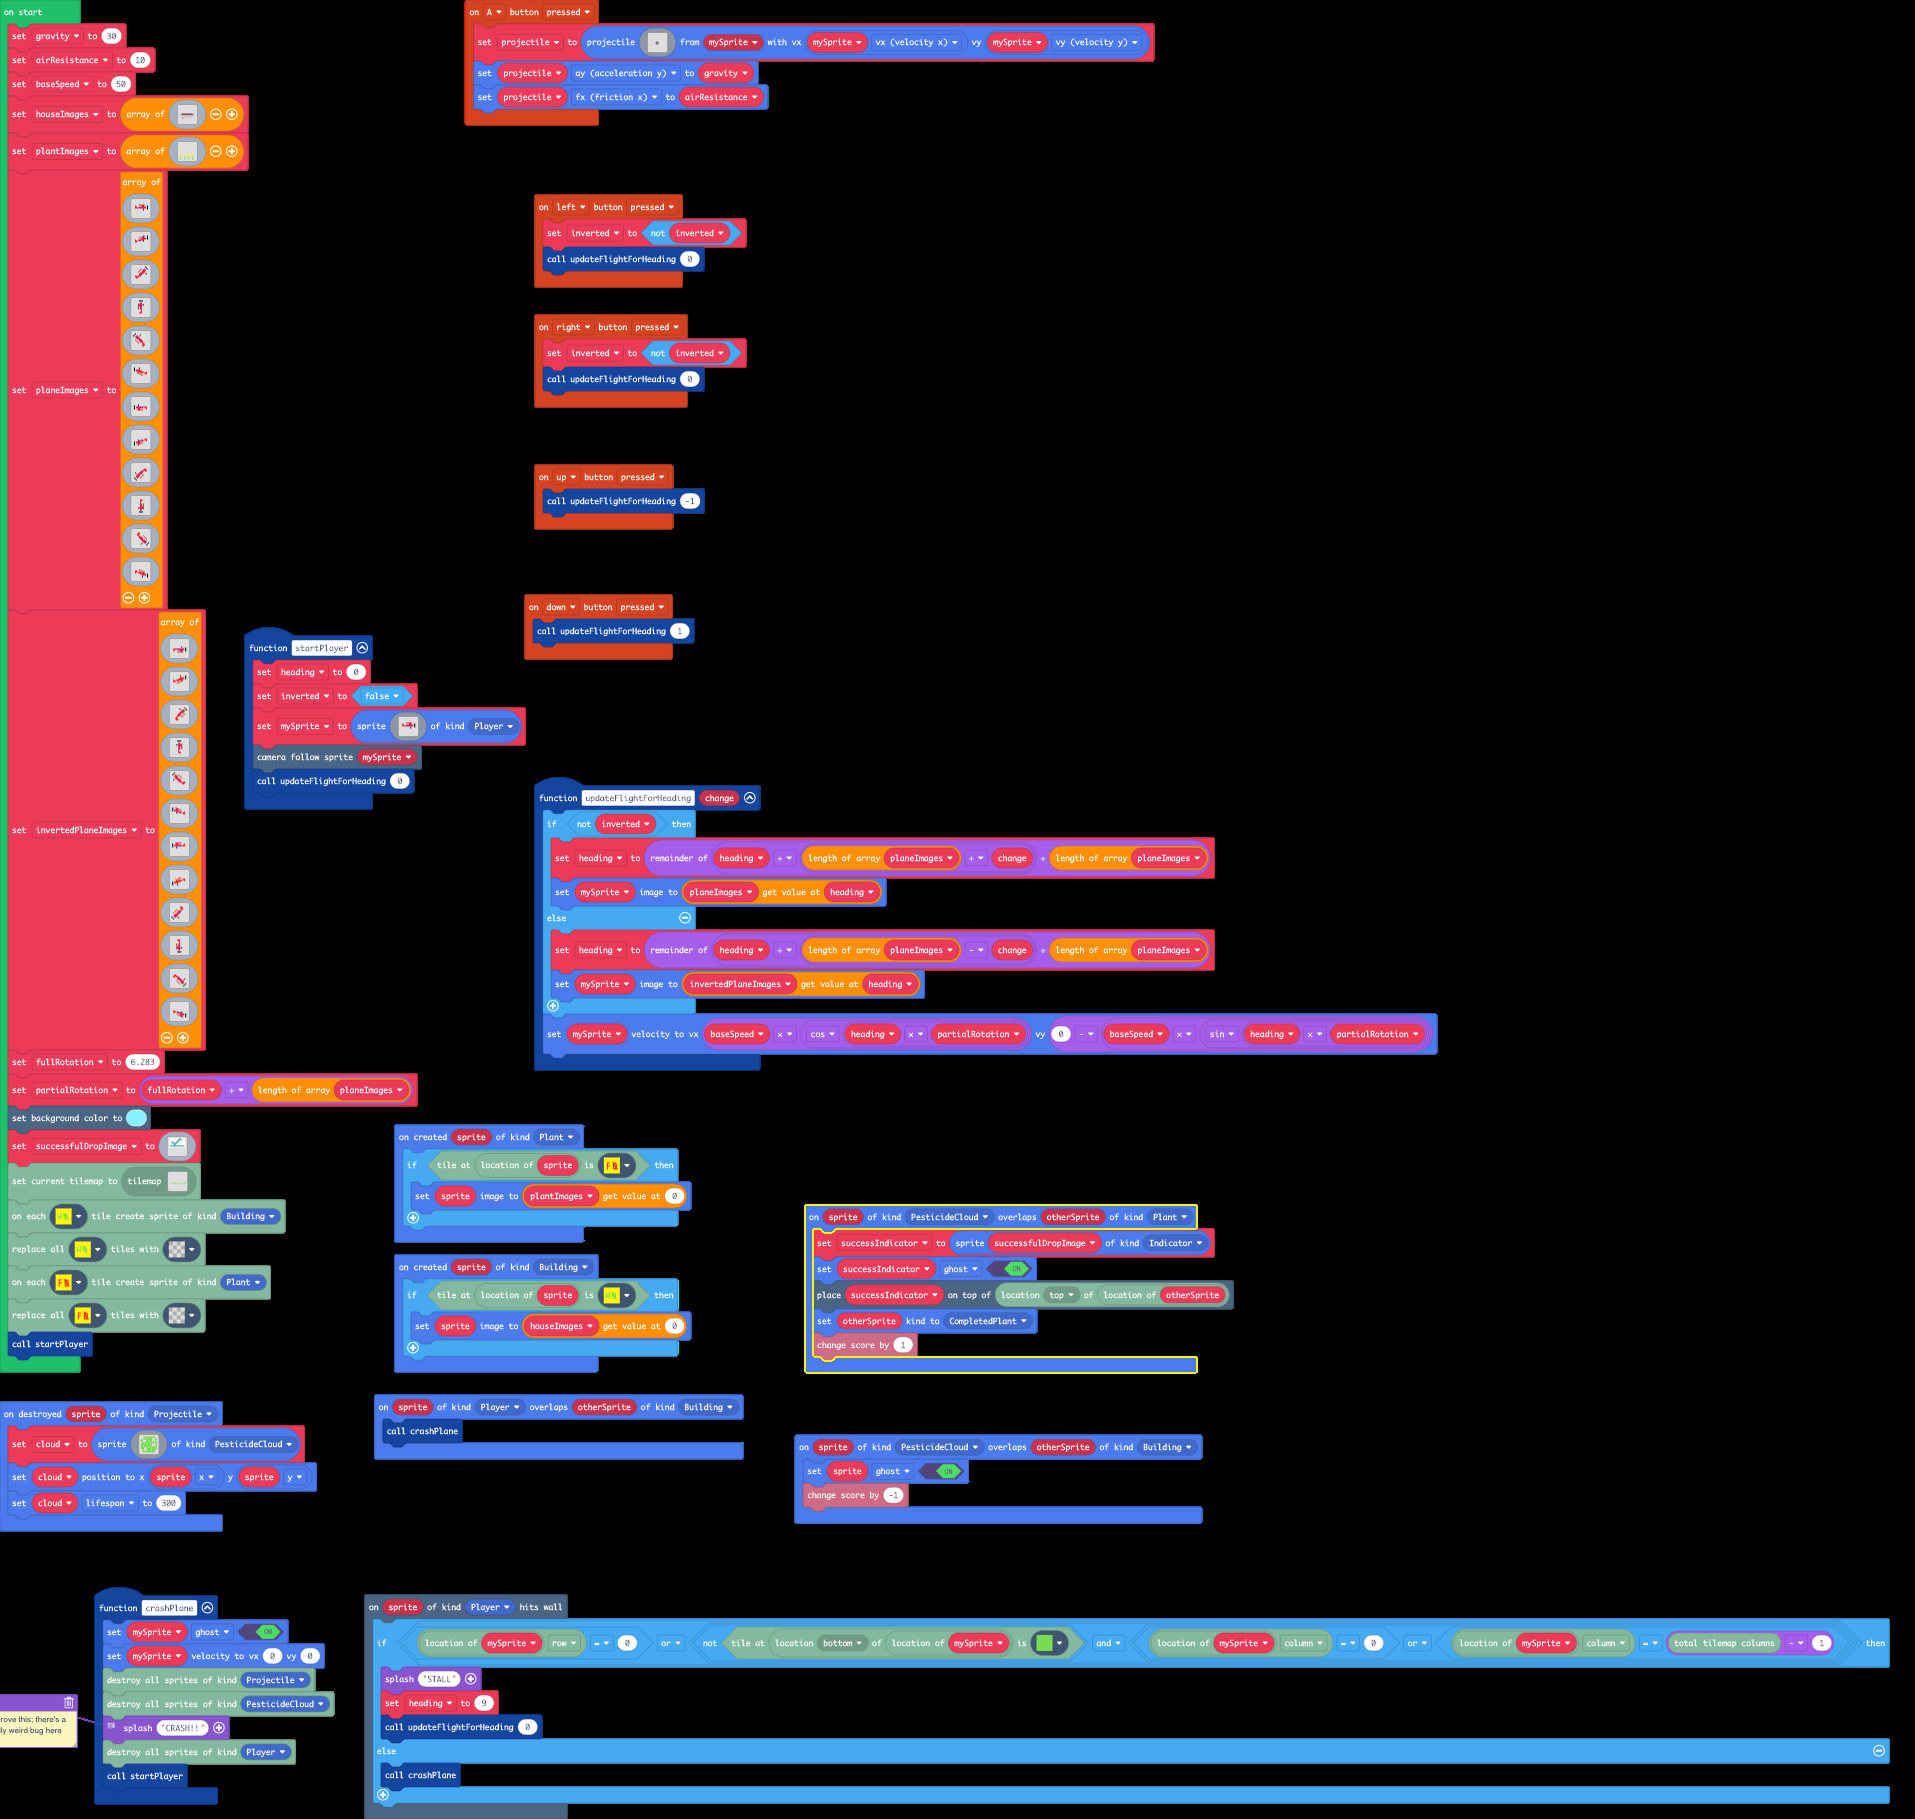 on start
set gravity to 30
set airResistance to 10
set baseSpeed to 50
set houseImages to array of
set plantImages to array of
set planeImages to array of
set invertedPlaneImages to array of
set fullRotation to 6.283
set partialRotation to fullRotation ÷ length of array planeImages
set background color to
set successfulDropImage to
set current tilemap to tilemap
on each tile create sprite of kind Building
replace all tiles with
on each tile create sprite of kind Plant
replace all tiles with
call startPlayer
on A button pressed
set projectile to projectile from mySprite with vx mySprite vx (velocity x) vy mySprite vy (velocity y)
set projectile ay (acceleration y) to gravity
set projectile fx (friction x) to airResistance
on left button pressed
set inverted to not inverted
call updateFlightForHeading 0
on right button pressed
set inverted to not inverted
call updateFlightForHeading 0
on up button pressed
call updateFlightForHeading -1
on down button pressed
call updateFlightForHeading 1
function startPlayer
set heading to 0
set inverted to false
set mySprite to sprite of kind Player
camera follow sprite mySprite
call updateFlightForHeading 0
function updateFlightForHeading change
if not inverted then
set heading to remainder of heading + length of array planeImages + change ÷ length of array planeImages
set mySprite image to planeImages get value at heading
else
set heading to remainder of heading + length of array planeImages - change ÷ length of array planeImages
set mySprite image to invertedPlaneImages get value at heading
set mySprite velocity to vx baseSpeed × cos heading × partialRotation vy 0 - baseSpeed × sin heading × partialRotation
on created sprite of kind Plant
if tile at location of sprite is then
set sprite image to plantImages get value at 0
on created sprite of kind Building
if tile at location of sprite is then
set sprite image to houseImages get value at 0
on sprite of kind PesticideCloud overlaps otherSprite of kind Plant
set successIndicator to sprite successfulDropImage of kind Indicator
set successIndicator ghost ON
place successIndicator on top of location top of location of otherSprite
set otherSprite kind to CompletedPlant
change score by 1
on destroyed sprite of kind Projectile
set cloud to sprite of kind PesticideCloud
set cloud position to x sprite x y sprite y
set cloud lifespan to 300
on sprite of kind Player overlaps otherSprite of kind Building
call crashPlane
on sprite of kind PesticideCloud overlaps otherSprite of kind Building
set sprite ghost ON
change score by -1
function crashPlane
set mySprite ghost ON
set mySprite velocity to vx 0 vy 0
destroy all sprites of kind Projectile
destroy all sprites of kind PesticideCloud
splash "CRASH!!"
destroy all sprites of kind Player
call startPlayer
rove this; there's a
lly weird bug here
on sprite of kind Player hits wall
if location of mySprite row = 0 or not tile at location bottom of location of mySprite is and location of mySprite column = 0 or location of mySprite column = total tilemap columns - 1 then
splash "STALL"
set heading to 9
call updateFlightForHeading 0
else
call crashPlane